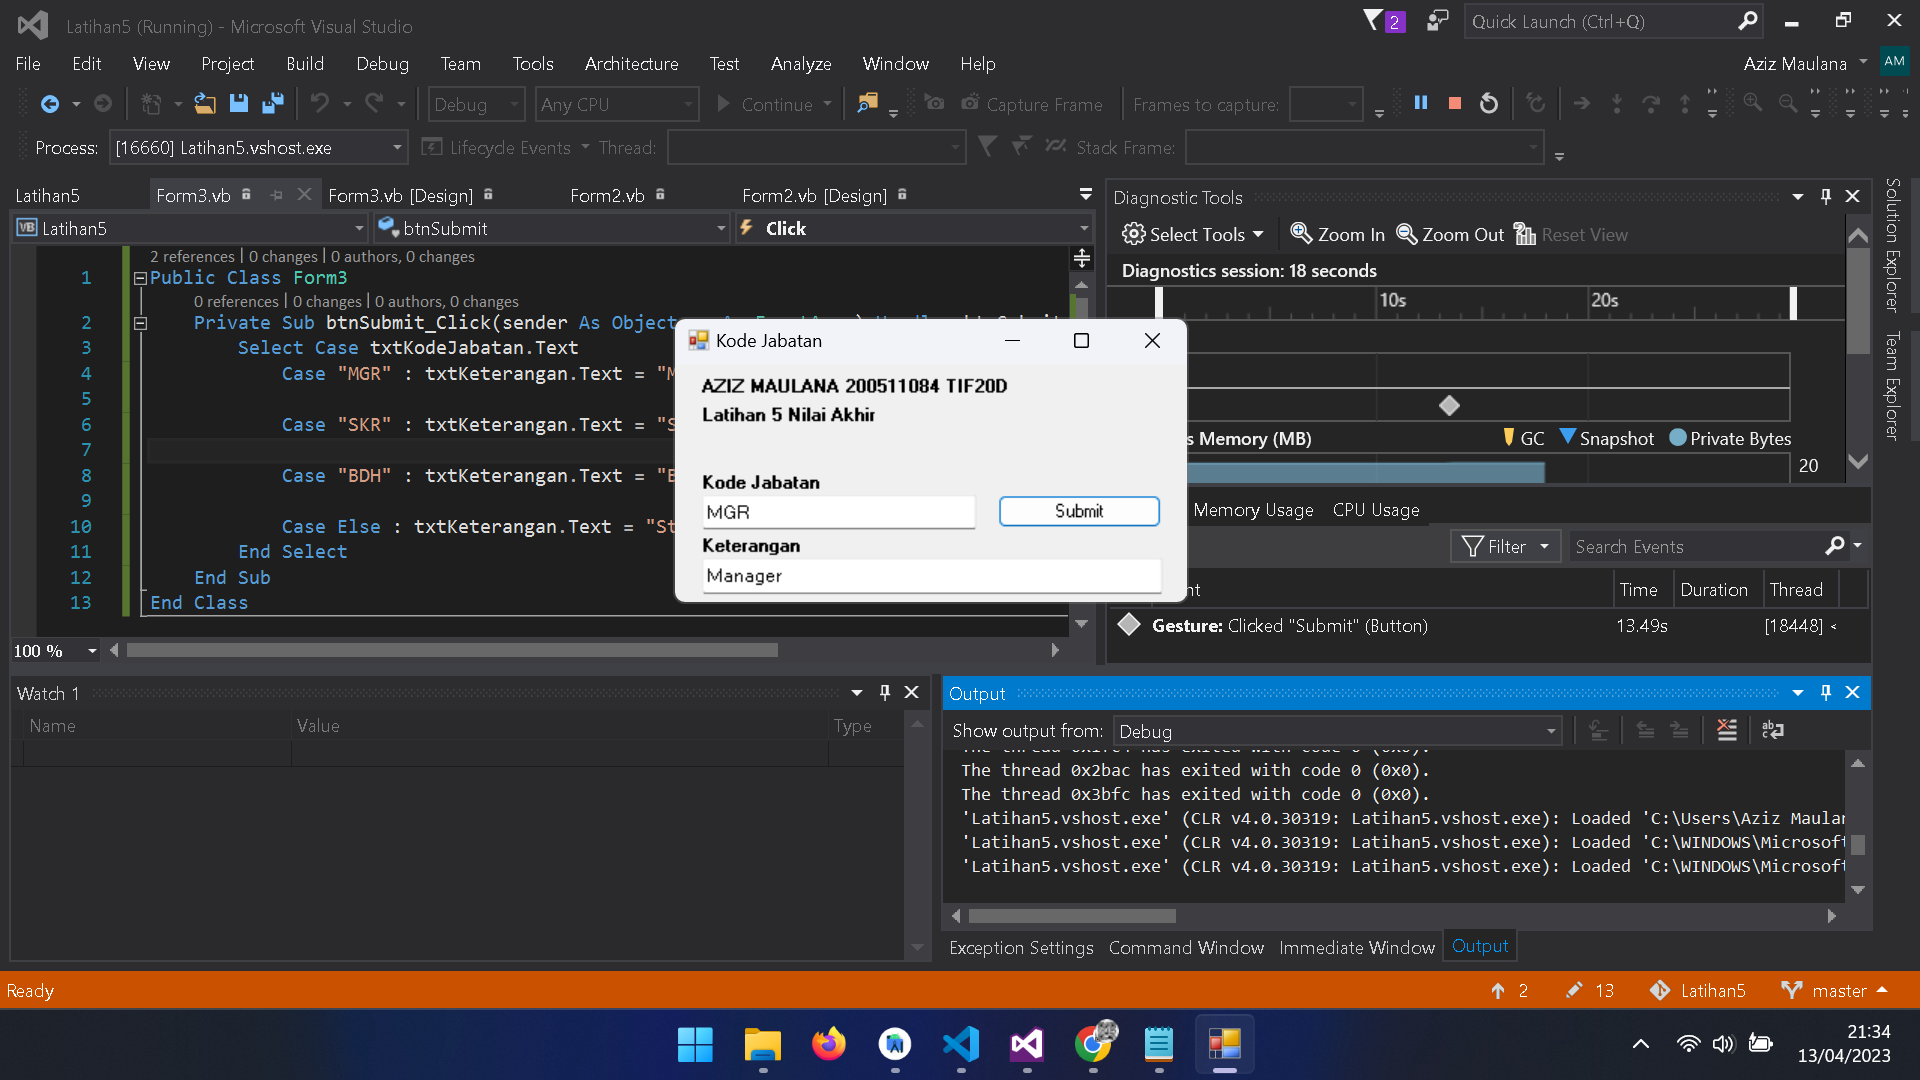 Latihan5 (Running) - Microsoft Visual Studio
2
Quick Launch (Ctrl+Q)
File Edit View Project Build Debug Team Tools Architecture Test Analyze Window Help
Aziz Maulana AM
Debug Any CPU Continue Capture Frame Frames to capture:
Process: [16660] Latihan5.vshost.exe Lifecycle Events Thread: Stack Frame:
Latihan5 Form3.vb Form3.vb [Design] Form2.vb Form2.vb [Design]
VB Latihan5 btnSubmit Click
2 references | 0 changes | 0 authors, 0 changes
1 Public Class Form3
0 references | 0 changes | 0 authors, 0 changes
2 Private Sub btnSubmit_Click(sender As Object
3 Select Case txtKodeJabatan.Text
4 Case "MGR" : txtKeterangan.Text = "M
5
6 Case "SKR" : txtKeterangan.Text = "S
7
8 Case "BDH" : txtKeterangan.Text = "B
9
10 Case Else : txtKeterangan.Text = "St
11 End Select
12 End Sub
13 End Class
100 %
Kode Jabatan
AZIZ MAULANA 200511084 TIF20D
Latihan 5 Nilai Akhir
Kode Jabatan
MGR Submit
Keterangan
Manager
Diagnostic Tools
Select Tools Zoom In Zoom Out Reset View
Diagnostics session: 18 seconds
10s 20s
s Memory (MB) GC Snapshot Private Bytes
20
Memory Usage CPU Usage
Filter Search Events
nt Time Duration Thread
Gesture: Clicked "Submit" (Button) 13.49s [18448] <
Solution Explorer
Team Explorer
Watch 1
Name Value Type
Output
Show output from: Debug
The thread 0x2bac has exited with code 0 (0x0).
The thread 0x3bfc has exited with code 0 (0x0).
'Latihan5.vshost.exe' (CLR v4.0.30319: Latihan5.vshost.exe): Loaded 'C:\Users\Aziz Maulan
'Latihan5.vshost.exe' (CLR v4.0.30319: Latihan5.vshost.exe): Loaded 'C:\WINDOWS\Microsoft
'Latihan5.vshost.exe' (CLR v4.0.30319: Latihan5.vshost.exe): Loaded 'C:\WINDOWS\Microsoft
Exception Settings Command Window Immediate Window Output
Ready 2 13 Latihan5 master
21:34
13/04/2023